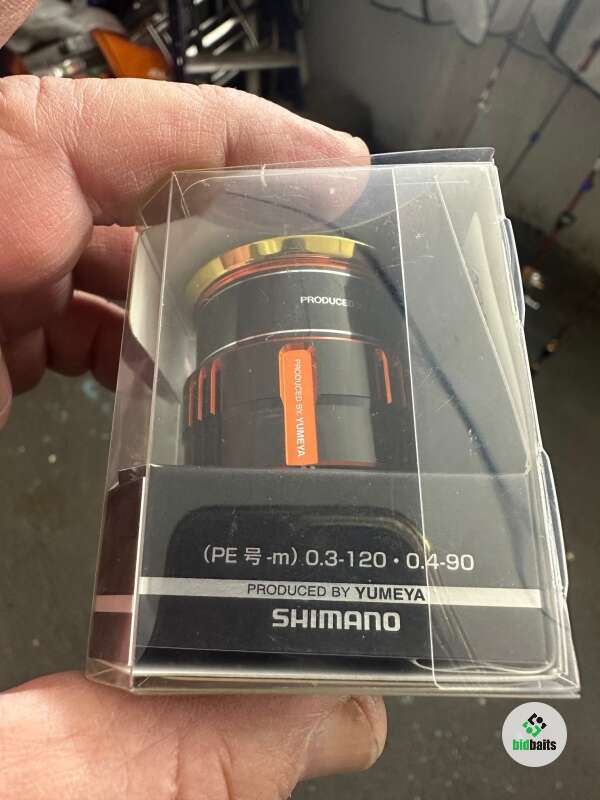 PRODUCED
PRODUCED BY YUMEYA
(PE 号-m) 0.3-120・0.4-90
PRODUCED BY YUMEYA
SHIMANO
bidbaits